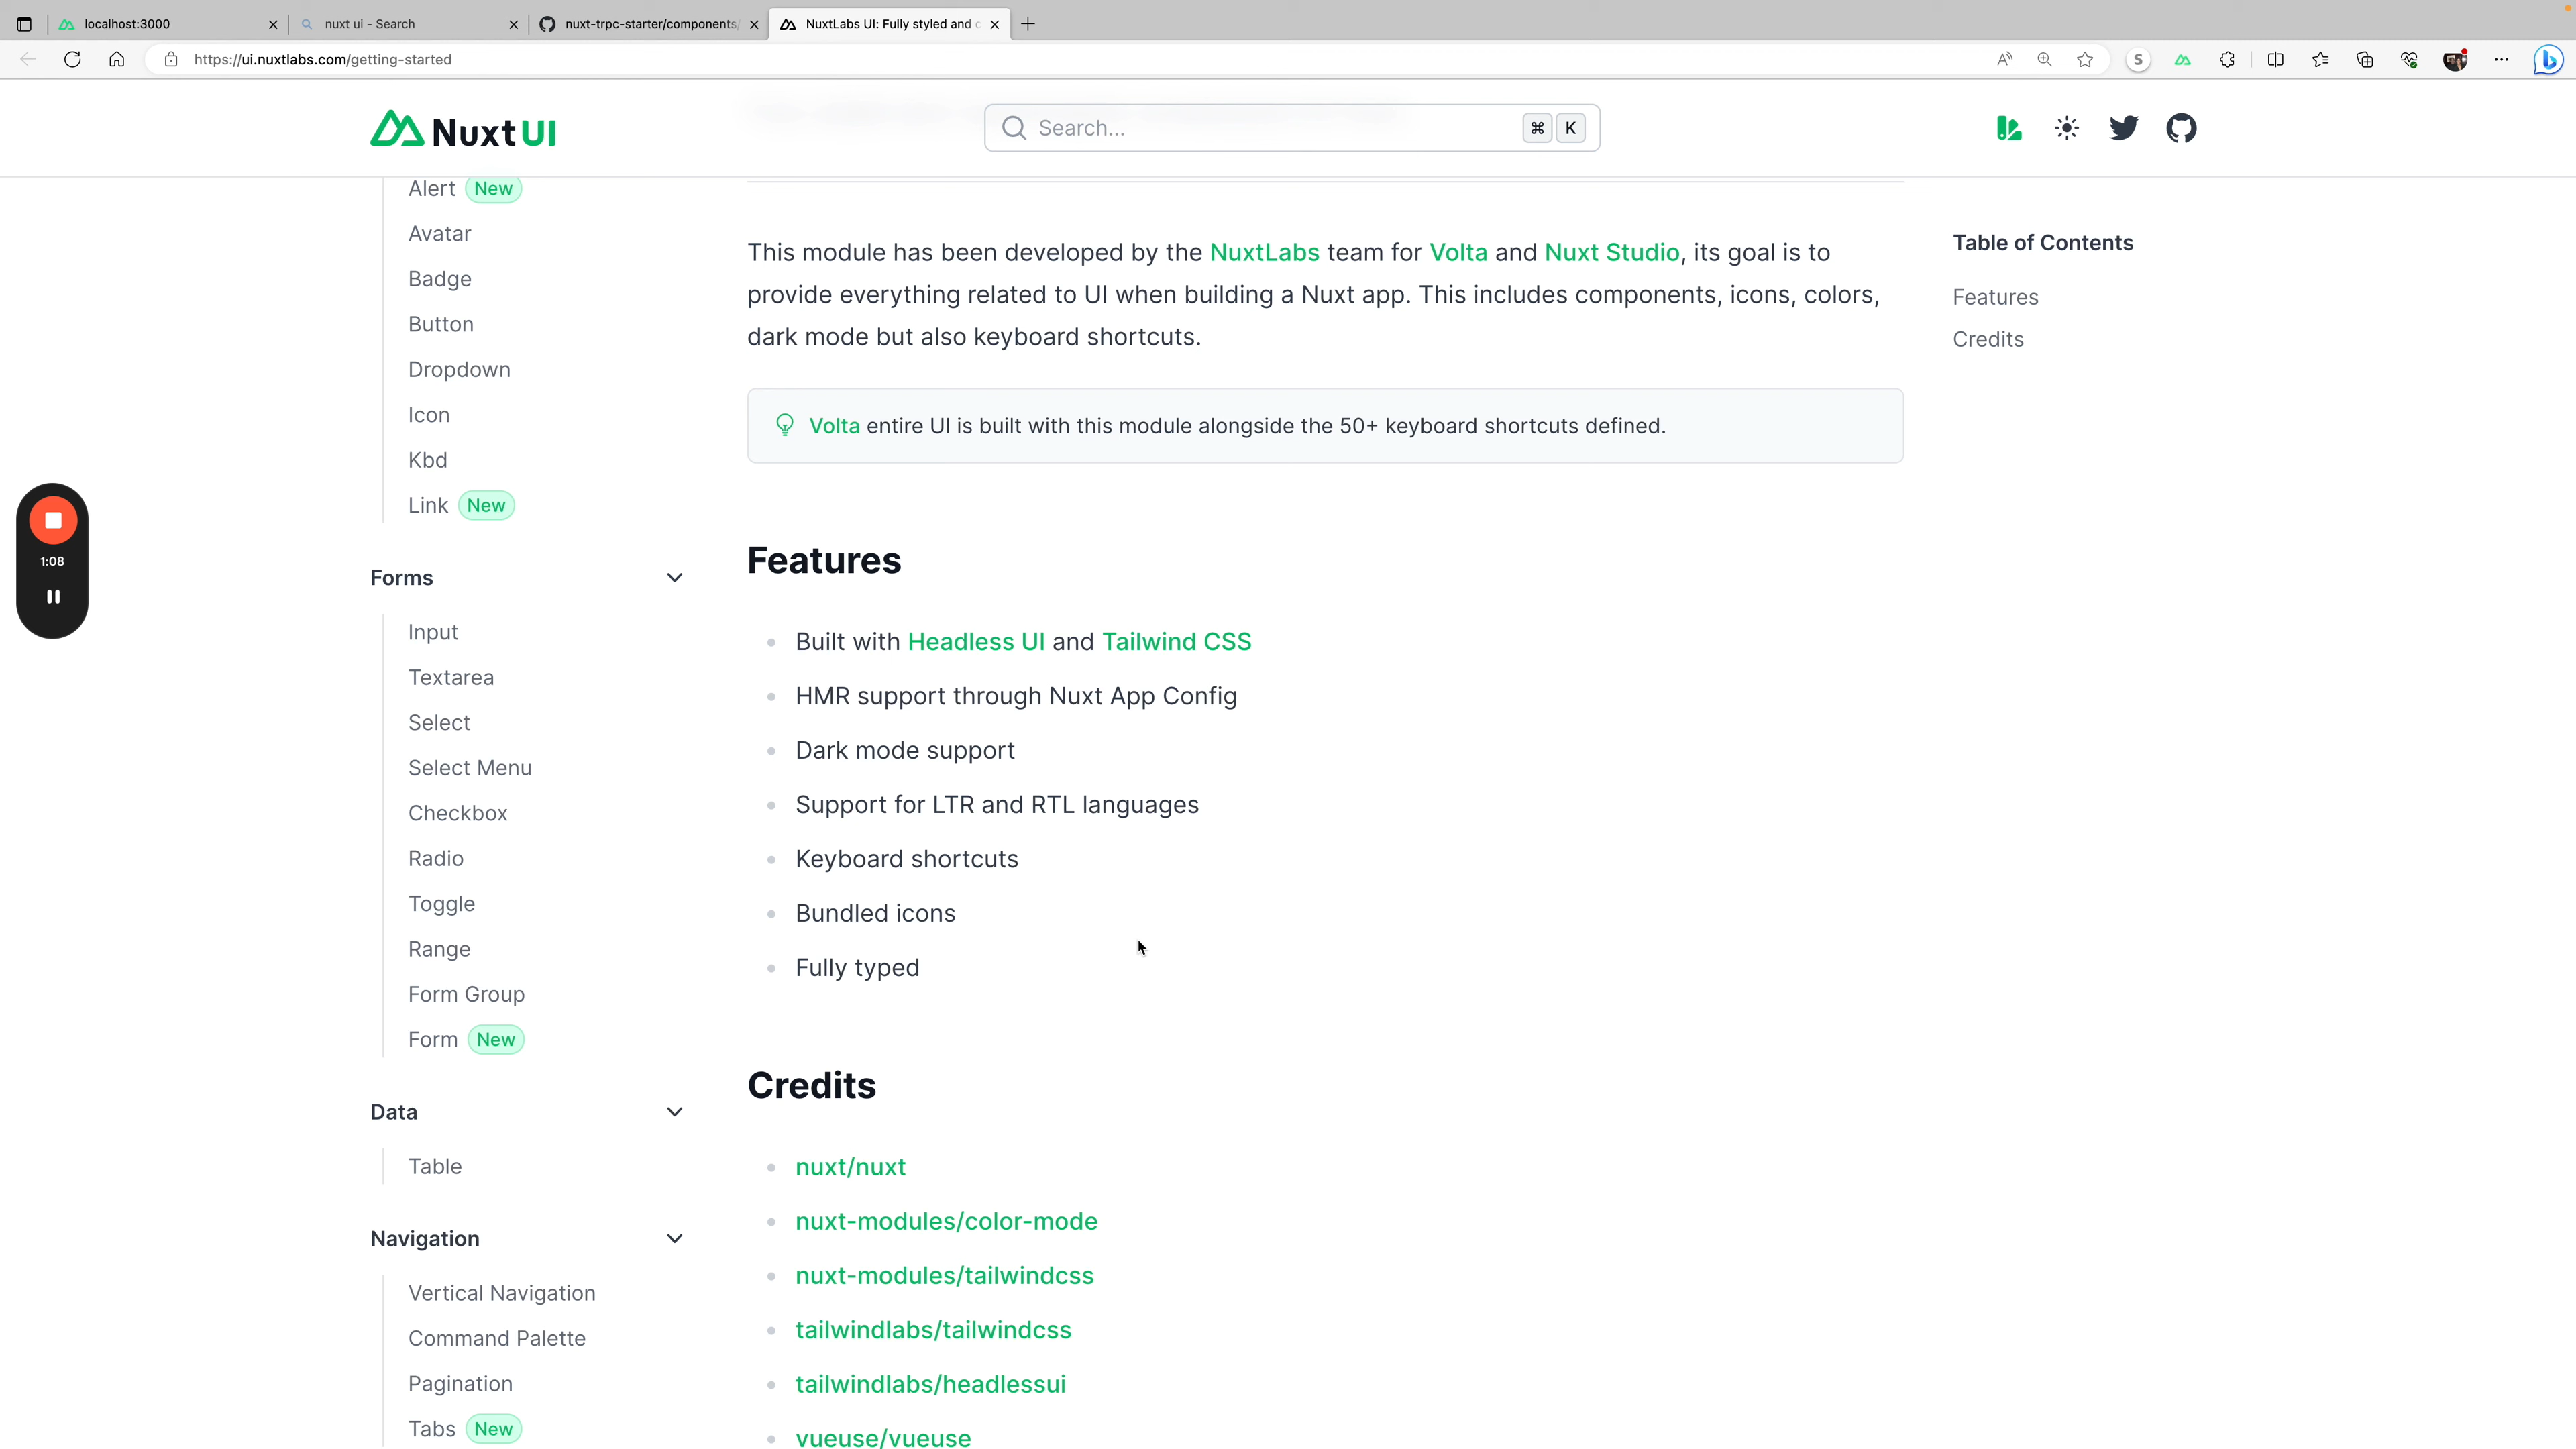 localhost:3000
nuxt ui - Search
nuxt-trpc-starter/components/
NuxtLabs UI: Fully styled and c
https://ui.nuxtlabs.com/getting-started
Nuxt UI
Search...
⌘ K
Alert New
Avatar
Badge
Button
Dropdown
Icon
Kbd
Link New
Forms
Input
Textarea
Select
Select Menu
Checkbox
Radio
Toggle
Range
Form Group
Form New
Data
Table
Navigation
Vertical Navigation
Command Palette
Pagination
Tabs New
1:08
This module has been developed by the NuxtLabs team for Volta and Nuxt Studio, its goal is to
provide everything related to UI when building a Nuxt app. This includes components, icons, colors,
dark mode but also keyboard shortcuts.
Volta entire UI is built with this module alongside the 50+ keyboard shortcuts defined.
Features
Built with Headless UI and Tailwind CSS
HMR support through Nuxt App Config
Dark mode support
Support for LTR and RTL languages
Keyboard shortcuts
Bundled icons
Fully typed
Credits
nuxt/nuxt
nuxt-modules/color-mode
nuxt-modules/tailwindcss
tailwindlabs/tailwindcss
tailwindlabs/headlessui
vueuse/vueuse
Table of Contents
Features
Credits
S